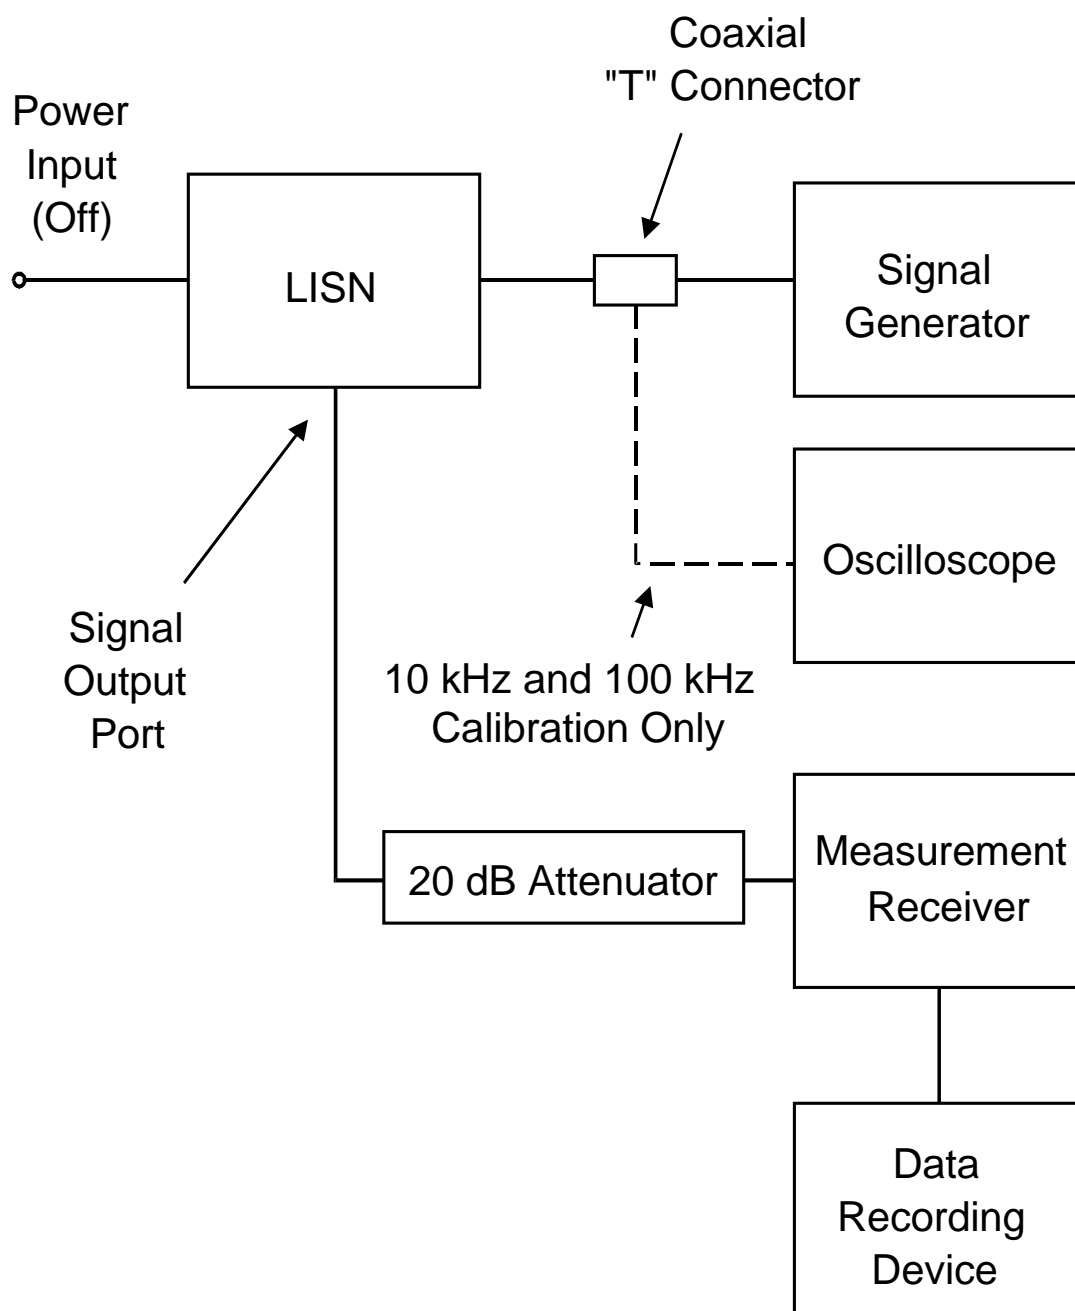 Coaxial
"T" Connector
Power
Input
(Off)
LISN
Signal
Generator
Oscilloscope
Signal
Output
Port
10 kHz and 100 kHz
Calibration Only
20 dB Attenuator
Measurement
Receiver
Data
Recording
Device